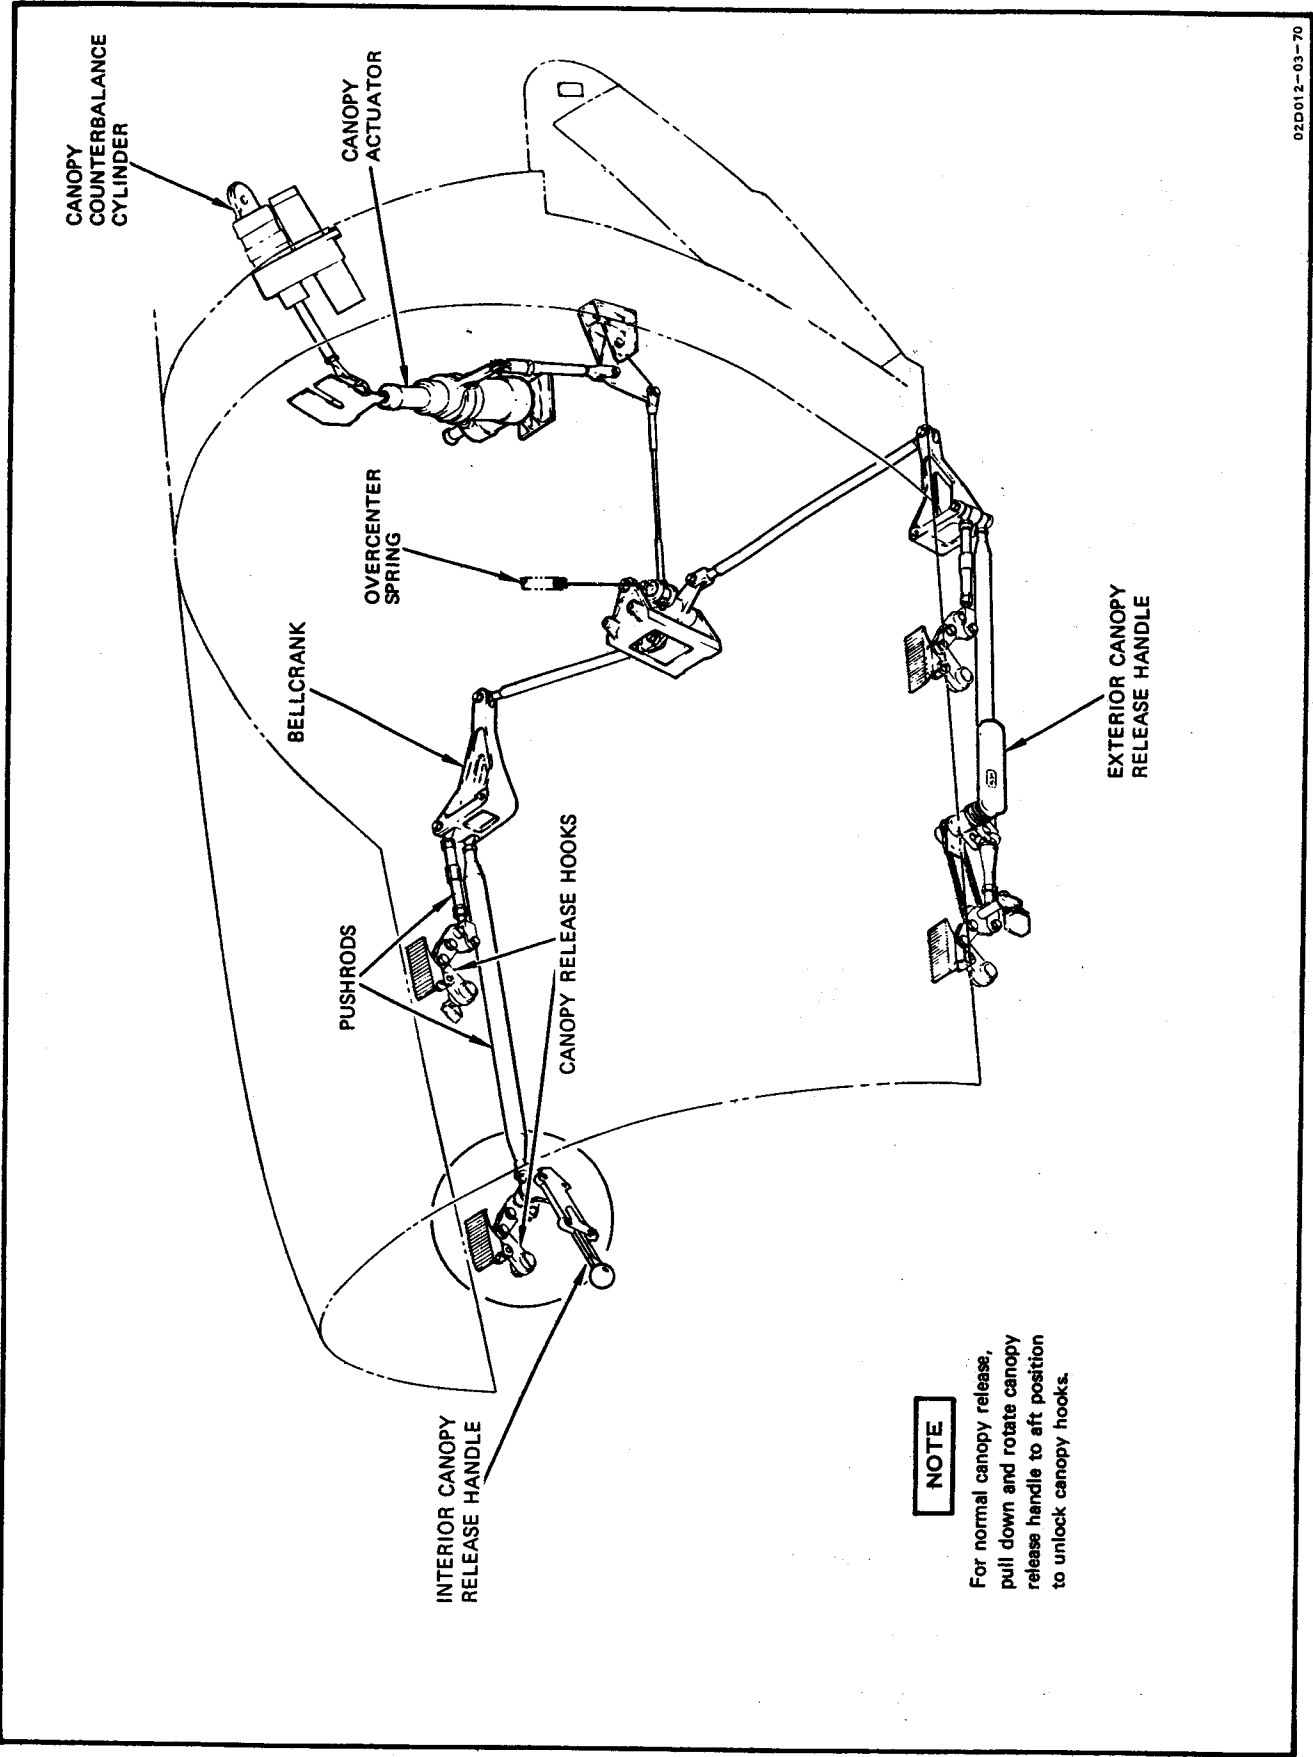 CANOPY
COUNTERBALANCE
CYLINDER
CANOPY
ACTUATOR
OVERCENTER
SPRING
BELLCRANK
PUSHRODS
CANOPY RELEASE HOOKS
INTERIOR CANOPY
RELEASE HANDLE
EXTERIOR CANOPY
RELEASE HANDLE
NOTE
For normal canopy release,
pull down and rotate canopy
release handle to aft position
to unlock canopy hooks.
02D012-03-70